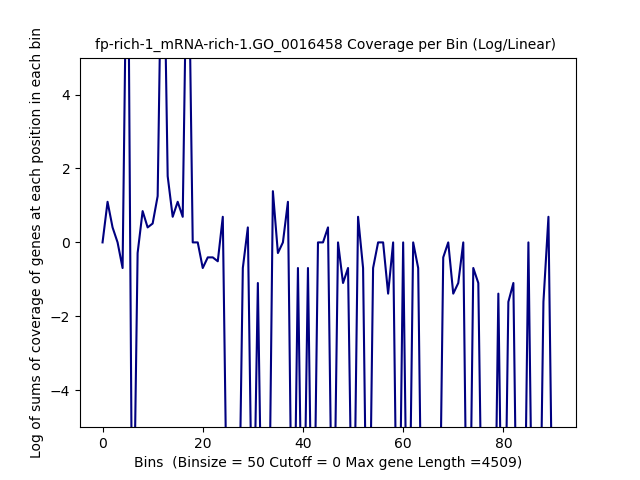 fp-rich-1_mRNA-rich-1.GO_0016458 Coverage per Bin (Log/Linear)
Log of sums of coverage of genes at each position in each bin
4
2
0
−2
−4
0 20 40 60 80
Bins  (Binsize = 50 Cutoff = 0 Max gene Length =4509)